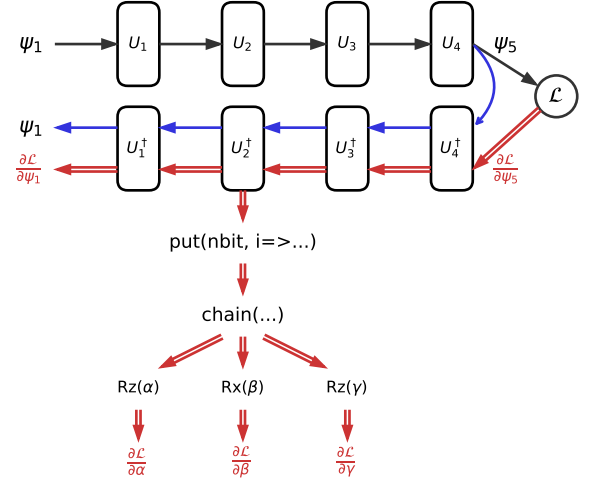 ψ₁ U₁ U₂ U₃ U₄ ψ₅
ℒ
ψ₁ U₁† U₂† U₃† U₄†
∂ℒ/∂ψ₁ ∂ℒ/∂ψ₅
put(nbit, i=>...)
chain(...)
Rz(α) Rx(β) Rz(γ)
∂ℒ/∂α ∂ℒ/∂β ∂ℒ/∂γ